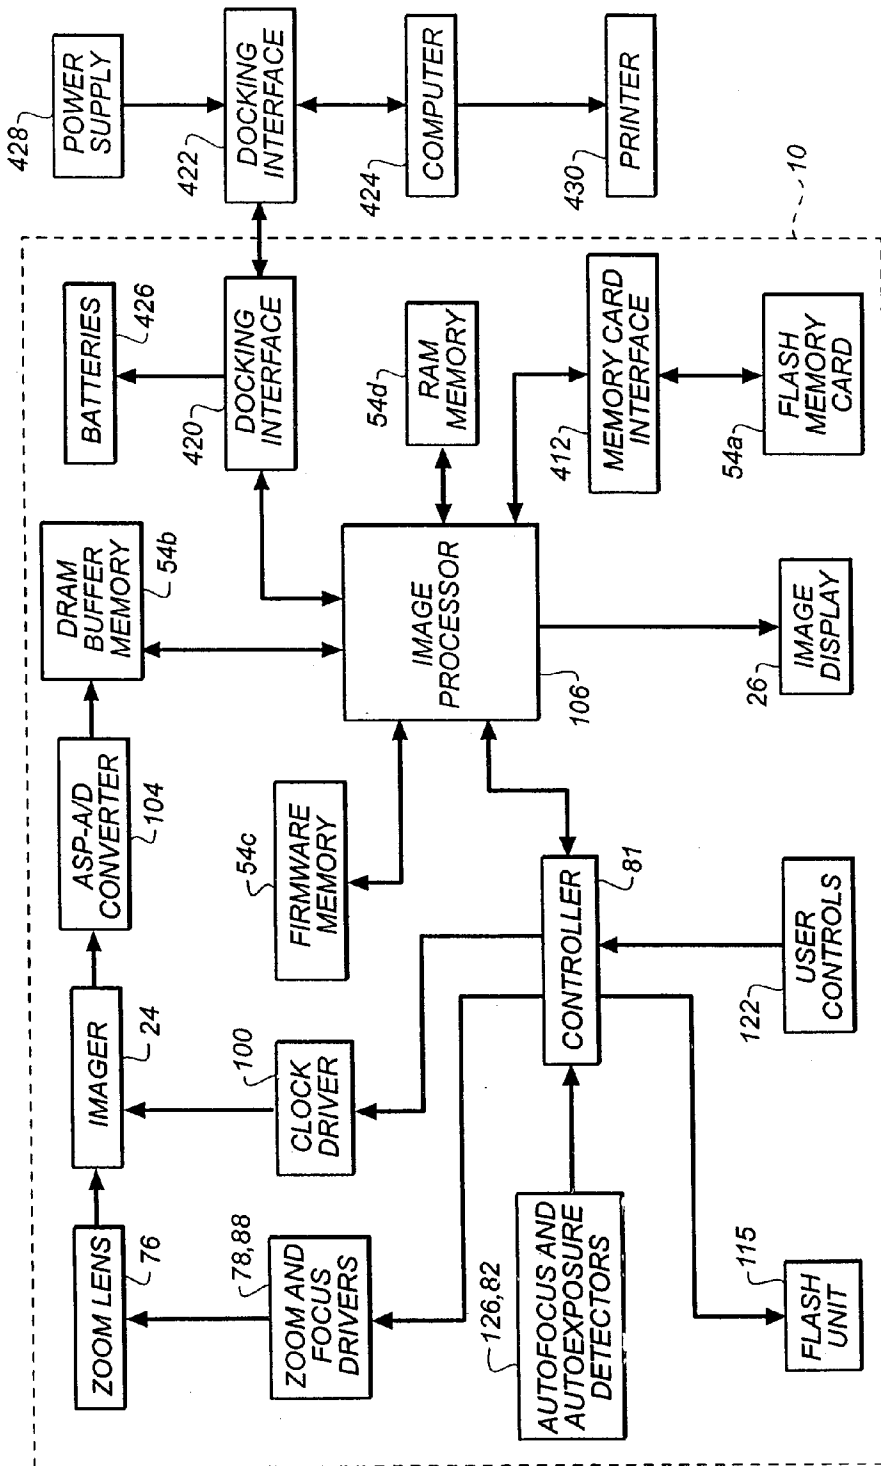 ZOOM LENS
76
IMAGER
24
ASP-A/D
CONVERTER
104
DRAM
BUFFER
MEMORY
54b
BATTERIES
426
POWER
SUPPLY
428
ZOOM AND
FOCUS
DRIVERS
78,88
CLOCK
DRIVER
100
FIRMWARE
MEMORY
54c
DOCKING
INTERFACE
420
DOCKING
INTERFACE
422
IMAGE
PROCESSOR
106
RAM
MEMORY
54d
COMPUTER
424
AUTOFOCUS AND
AUTOEXPOSURE
DETECTORS
126,82
CONTROLLER
81
MEMORY CARD
INTERFACE
412
PRINTER
430
FLASH
UNIT
115
USER
CONTROLS
122
IMAGE
DISPLAY
26
FLASH
MEMORY
CARD
54a
10